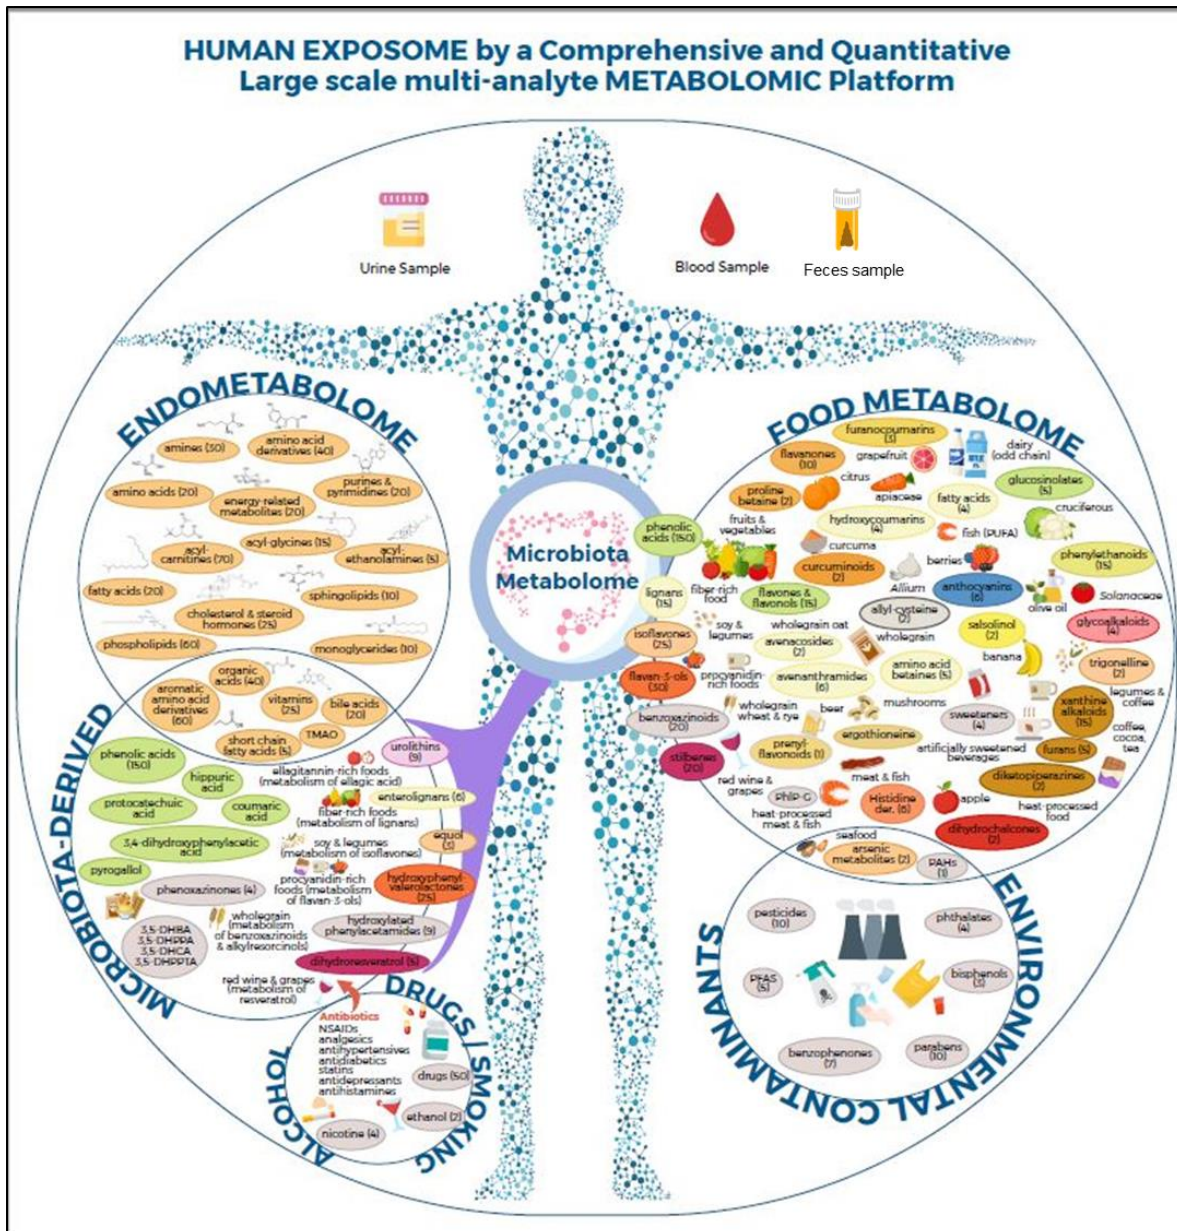 HUMAN EXPOSOME by a Comprehensive and Quantitative
Large scale multi-analyte METABOLOMIC Platform
Urine Sample
Blood Sample
Feces sample
ENDOMETABOLOME
amines (30)
amino acid
derivatives (40)
amino acids (20)
energy-related
metabolites (20)
purines &
pyrimidines (20)
acyl-
carnitines (70)
acyl-glycines (15)
acyl-
ethanolamines (5)
fatty acids (20)
cholesterol & steroid
hormones (25)
sphingolipids (10)
phospholipids (60)
monoglycerides (10)
organic
acids (40)
aromatic
amino acid
derivatives
(60)
vitamins
(25)
bile acids
(20)
short chain
fatty acids (5)
TMAO
MICROBIOTA-DERIVED
phenolic acids
(150)
hippuric
acid
protocatechuic
acid
coumaric
acid
3,4-dihydroxyphenylacetic
acid
pyrogallol
phenoxazinones (4)
3,5-DHBA
3,5-DHPPA
3,5-DHCA
3,5-DHPPTA
urolithins
(9)
ellagitannin-rich foods
(metabolism of ellagic acid)
enterolignans (6)
fiber-rich foods
(metabolism of lignans)
equol
(3)
soy & legumes
(metabolism of isoflavones)
procyanidin-rich
foods (metabolism
of flavan-3-ols)
hydroxyphenyl-
valerolactones
(25)
wholegrain
(metabolism
of benzoxazinoids
& alkylresorcinols)
hydroxylated
phenylacetamides (9)
dihydroresveratrol (5)
red wine & grapes
(metabolism of
resveratrol)
Microbiota
Metabolome
DRUGS / SMOKING
ALCOHOL
Antibiotics
NSAIDs
analgesics
antihypertensives
antidiabetics
statins
antidepressants
antihistamines
drugs (50)
ethanol (2)
nicotine (4)
FOOD METABOLOME
furanocoumarins
(3)
flavanones
(10)
grapefruit
dairy
(odd chain)
citrus
proline
betaine (2)
apiaceae
fatty acids
(4)
glucosinolates
(5)
cruciferous
phenolic
acids (150)
fruits &
vegetables
hydroxycoumarins
(4)
fish (PUFA)
curcuma
curcuminoids
(2)
Allium
berries
phenylethanoids
(15)
lignans
(15)
fiber-rich
food
flavones &
flavonols (15)
anthocyanins
(6)
olive oil
Solanaceae
allyl-cysteine
(2)
isoflavones
(25)
soy &
legumes
wholegrain oat
avenacosides
(2)
wholegrain
salsolinol
(2)
glycoalkaloids
(4)
banana
flavan-3-ols
(30)
procyanidin-
rich foods
avenanthramides
(6)
amino acid
betaines (5)
trigonelline
(2)
legumes &
coffee
benzoxazinoids
(20)
wholegrain
wheat & rye
beer
mushrooms
sweeteners
(4)
xanthine
alkaloids
(15)
coffee,
cocoa,
tea
stilbenes
(20)
prenyl-
flavonoids (1)
ergothioneine
artificially sweetened
beverages
furans (5)
red wine &
grapes
meat & fish
diketopiperazines
(2)
PhIP-G
Histidine
der. (6)
apple
heat-processed
food
heat-processed
meat & fish
dihydrochalcones
(2)
seafood
arsenic
metabolites (2)
PAHs
(1)
ENVIRONMENTAL CONTAMINANTS
pesticides
(10)
phthalates
(4)
PFAS
(5)
bisphenols
(3)
benzophenones
(7)
parabens
(10)